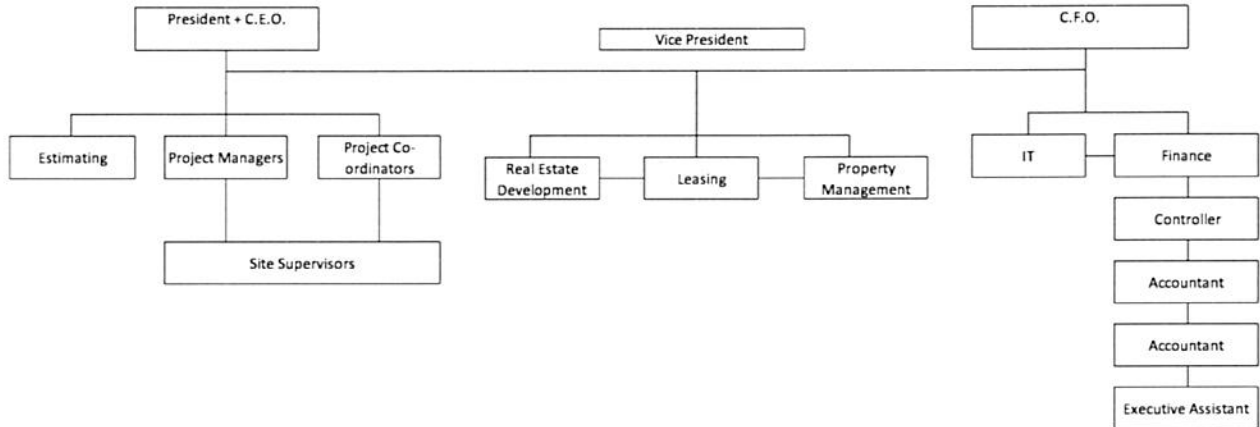 President + C.E.O.
Vice President
C.F.O.
Estimating
Project Managers
Project Co-
ordinators
Real Estate
Development
Leasing
Property
Management
IT
Finance
Site Supervisors
Controller
Accountant
Accountant
Executive Assistant